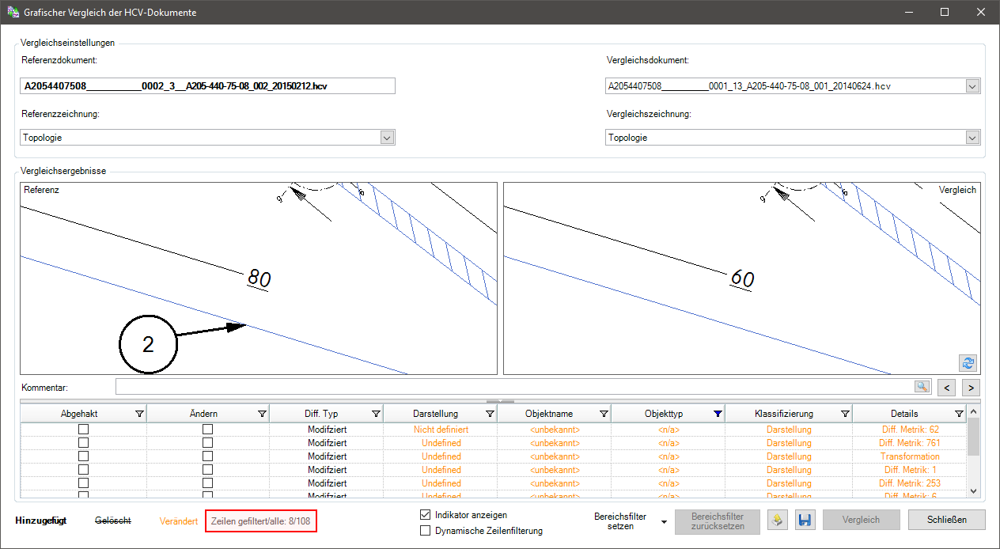 Grafischer Vergleich der HCV-Dokumente
Vergleichseinstellungen
Referenzdokument:
Vergleichsdokument:
A2054407508__________0002_3__A205-440-75-08_002_20150212.hcv
A2054407508__________0001_13_A205-440-75-08_001_20140624.hcv
Referenzzeichnung:
Vergleichszeichnung:
Topologie
Topologie
Vergleichsergebnisse
Referenz
Vergleich
80
60
2
Kommentar:
< >
Abgehakt Ändern Diff. Typ Darstellung Objektname Objekttyp Klassifizierung Details
Modifziert Nicht definiert <unbekannt> <n/a> Darstellung Diff. Metrik: 62
Modifziert Undefined <unbekannt> <n/a> Darstellung Diff. Metrik: 761
Modifziert Undefined <unbekannt> <n/a> Darstellung Transformation
Modifziert Undefined <unbekannt> <n/a> Darstellung Diff. Metrik: 1
Modifziert Undefined <unbekannt> <n/a> Darstellung Diff. Metrik: 253
Modifziert Undefined <unbekannt> <n/a> Darstellung Diff. Metrik: 6
Hinzugefügt Gelöscht Verändert Zeilen gefiltert/alle: 8/108
Indikator anzeigen
Dynamische Zeilenfilterung
Bereichsfilter
setzen
Bereichsfilter
zurücksetzen
Vergleich
Schließen